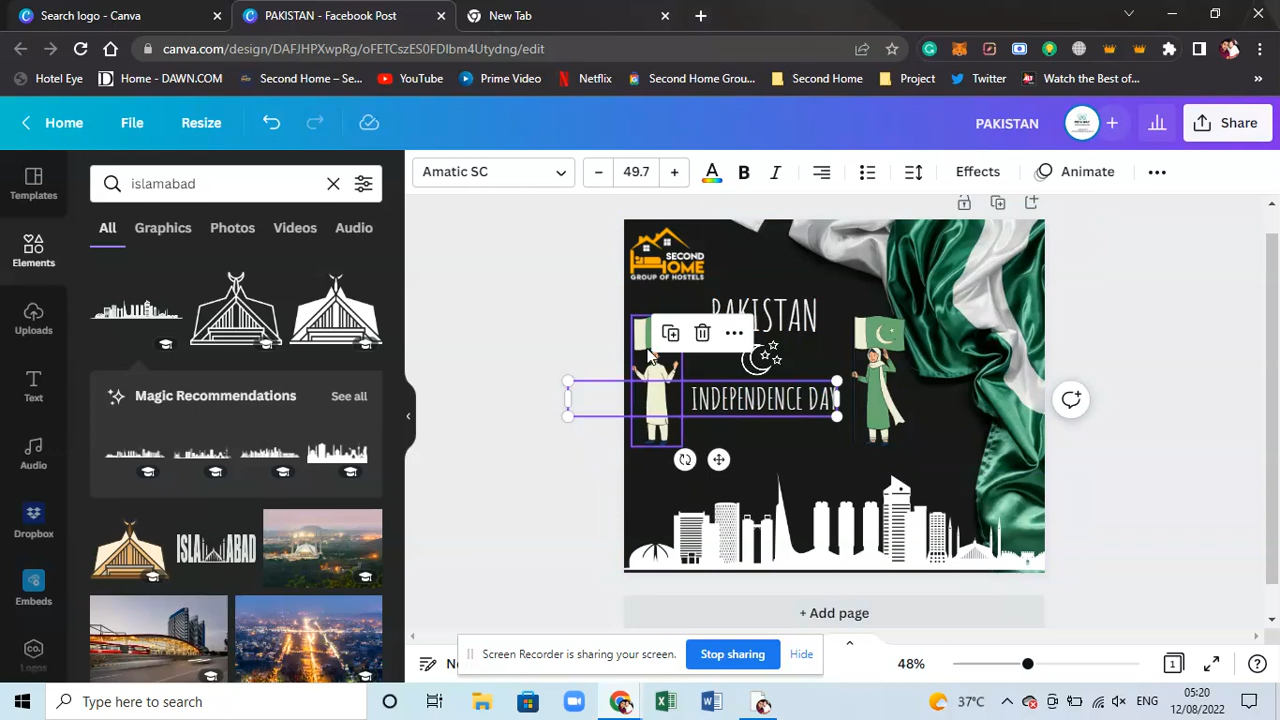 Search logo - Canva
PAKISTAN - Facebook Post
New Tab
canva.com/design/DAFJHPXwpRg/oFETCszES0FDlbm4Utydng/edit
Hotel Eye
Home - DAWN.COM
Second Home – Se...
YouTube
Prime Video
Netflix
Second Home Grou...
Second Home
Project
Twitter
Watch the Best of...
»
Home
File
Resize
PAKISTAN
Share
Templates
Elements
Uploads
Text
Audio
Dropbox
Embeds
Logos
islamabad
All
Graphics
Photos
Videos
Audio
Magic Recommendations
See all
ISLAMABAD
Amatic SC
49.7
A
B
I
Effects
Animate
SECOND
HOME
GROUP OF HOSTELS
PAKISTAN
INDEPENDENCE DAY
+ Add page
Screen Recorder is sharing your screen.
Stop sharing
Hide
48%
1
Type here to search
37°C
ENG
05:20
12/08/2022